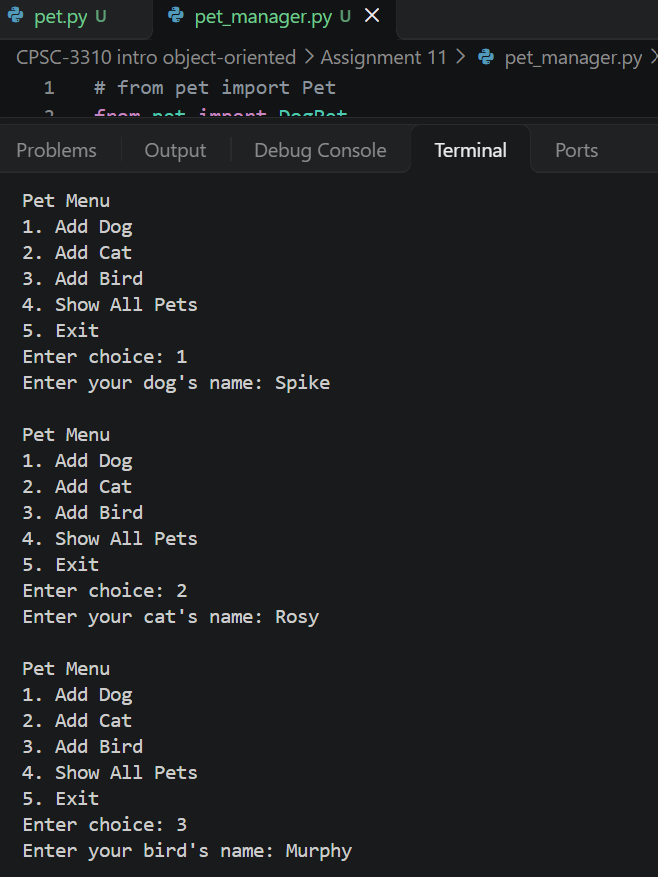 pet.py U
pet_manager.py U
CPSC-3310 intro object-oriented > Assignment 11 > pet_manager.py >
1 # from pet import Pet
2 from pet import DogPet
Problems Output Debug Console Terminal Ports
Pet Menu
1. Add Dog
2. Add Cat
3. Add Bird
4. Show All Pets
5. Exit
Enter choice: 1
Enter your dog's name: Spike
Pet Menu
1. Add Dog
2. Add Cat
3. Add Bird
4. Show All Pets
5. Exit
Enter choice: 2
Enter your cat's name: Rosy
Pet Menu
1. Add Dog
2. Add Cat
3. Add Bird
4. Show All Pets
5. Exit
Enter choice: 3
Enter your bird's name: Murphy